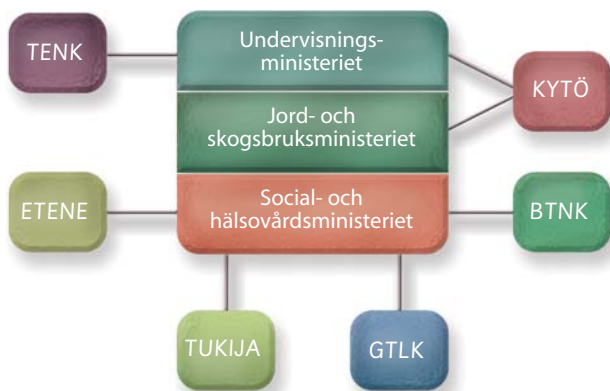 TENK
Undervisnings-
ministeriet
KYTÖ
Jord- och
skogsbruksministeriet
ETENE
Social- och
hälsovårdsministeriet
BTNK
TUKIJA
GTLK